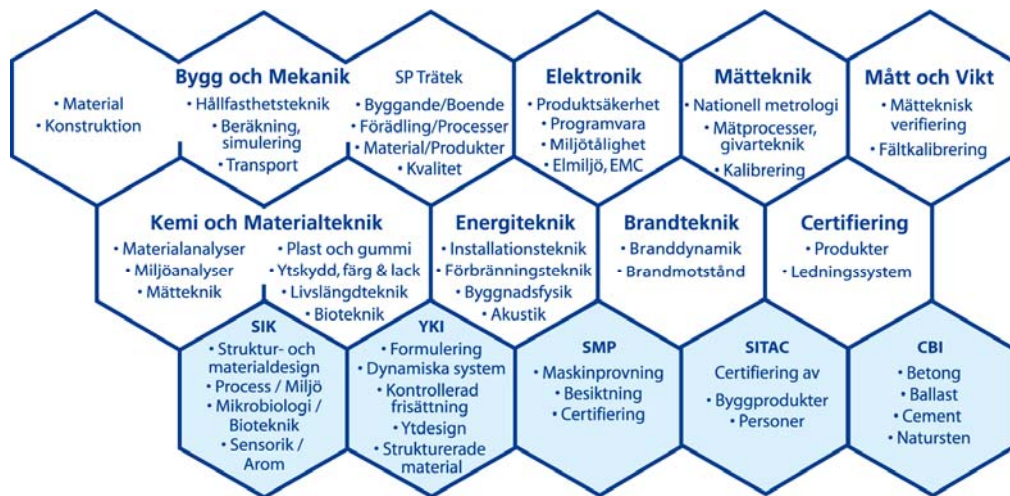 Bygg och Mekanik
• Material
• Konstruktion
• Hållfasthetsteknik
• Beräkning,
simulering
• Transport
SP Trätek
• Byggande/Boende
• Förädling/Processer
• Material/Produkter
• Kvalitet
Elektronik
• Produktsäkerhet
• Programvara
• Miljötålighet
• Elmiljö, EMC
Mätteknik
• Nationell metrologi
• Mätprocesser,
givarteknik
• Kalibrering
Mått och Vikt
• Mätteknisk
verifiering
• Fältkalibrering
Kemi och Materialteknik
• Materialanalyser
• Miljöanalyser
• Mätteknik
• Plast och gummi
• Ytskydd, färg & lack
• Livslängdteknik
• Bioteknik
Energiteknik
• Installationsteknik
• Förbränningsteknik
• Byggnadsfysik
• Akustik
Brandteknik
• Branddynamik
• Brandmotstånd
Certifiering
• Produkter
• Ledningssystem
SIK
• Struktur- och
materialdesign
• Process / Miljö
• Mikrobiologi /
Bioteknik
• Sensorik /
Arom
YKI
• Formulering
• Dynamiska system
• Kontrollerad
frisättning
• Ytdesign
• Strukturerade
material
SMP
• Maskinprovning
• Besiktning
• Certifiering
SITAC
Certifiering av
• Byggprodukter
• Personer
CBI
• Betong
• Ballast
• Cement
• Natursten